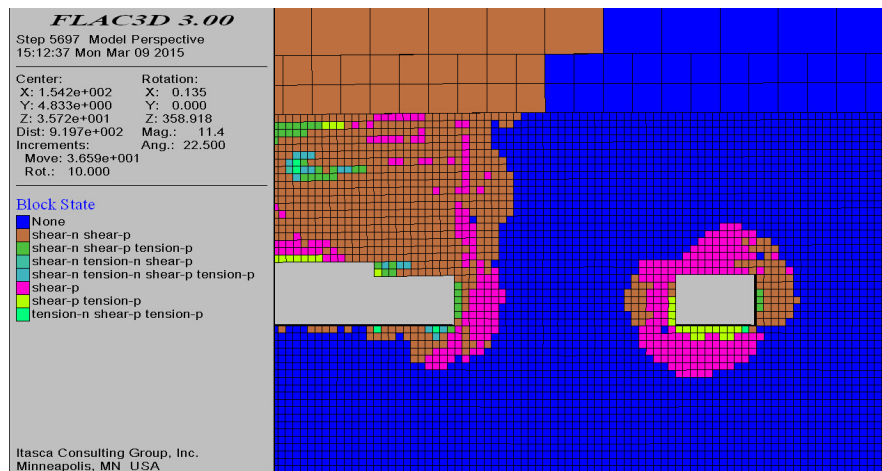 FLAC3D 3.00
Step 5697 Model Perspective
15:12:37 Mon Mar 09 2015
Center: Rotation:
X: 1.542e+002 X: 0.135
Y: 4.833e+000 Y: 0.000
Z: 3.572e+001 Z: 358.918
Dist: 9.197e+002 Mag.: 11.4
Increments: Ang.: 22.500
Move: 3.659e+001
Rot.: 10.000
Block State
None
shear-n shear-p
shear-n shear-p tension-p
shear-n tension-n shear-p
shear-n tension-n shear-p tension-p
shear-p
shear-p tension-p
tension-n shear-p tension-p
Itasca Consulting Group, Inc.
Minneapolis, MN USA